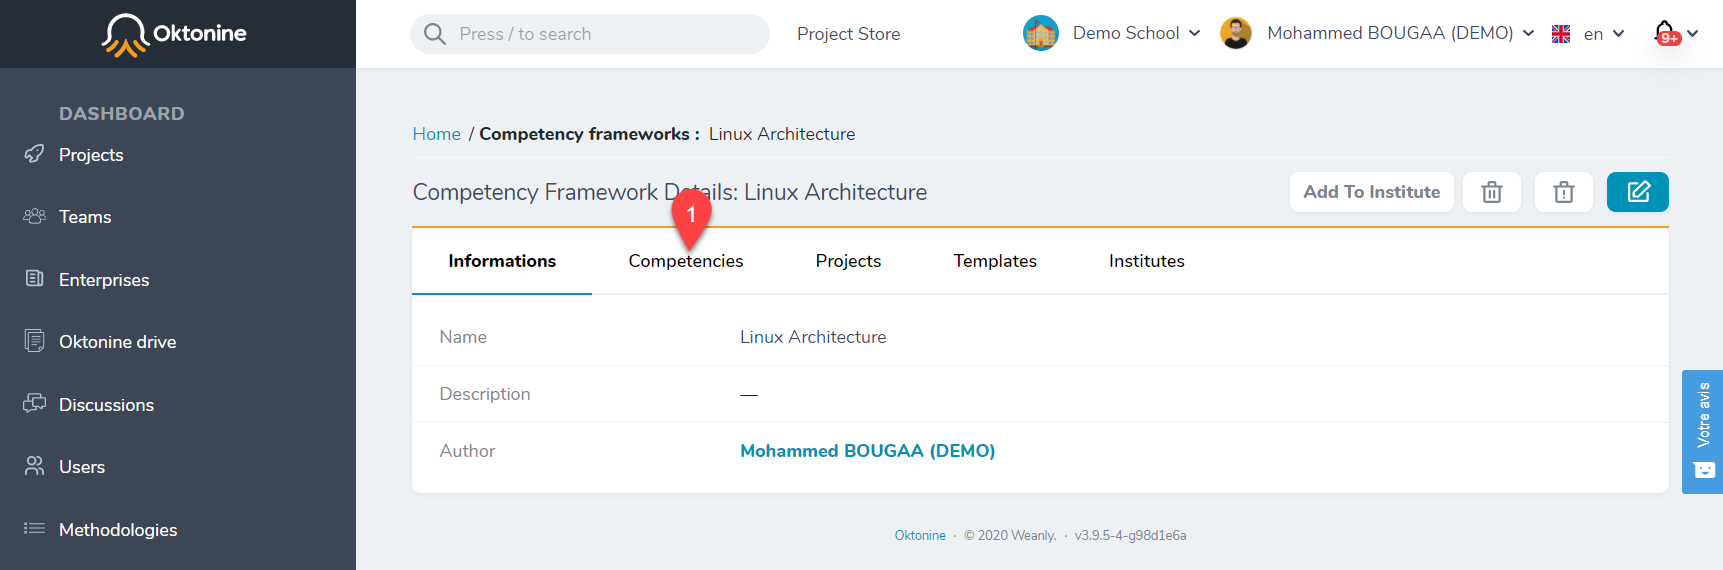 Oktonine
Press / to search
Project Store
Demo School
Mohammed BOUGAA (DEMO)
en
9+
DASHBOARD
Projects
Teams
Enterprises
Oktonine drive
Discussions
Users
Methodologies
Home / Competency frameworks : Linux Architecture
Competency Framework Details: Linux Architecture
Add To Institute
1
Informations Competencies Projects Templates Institutes
Name Linux Architecture
Description —
Author Mohammed BOUGAA (DEMO)
Votre avis
Oktonine · © 2020 Weanly. · v3.9.5-4-g98d1e6a